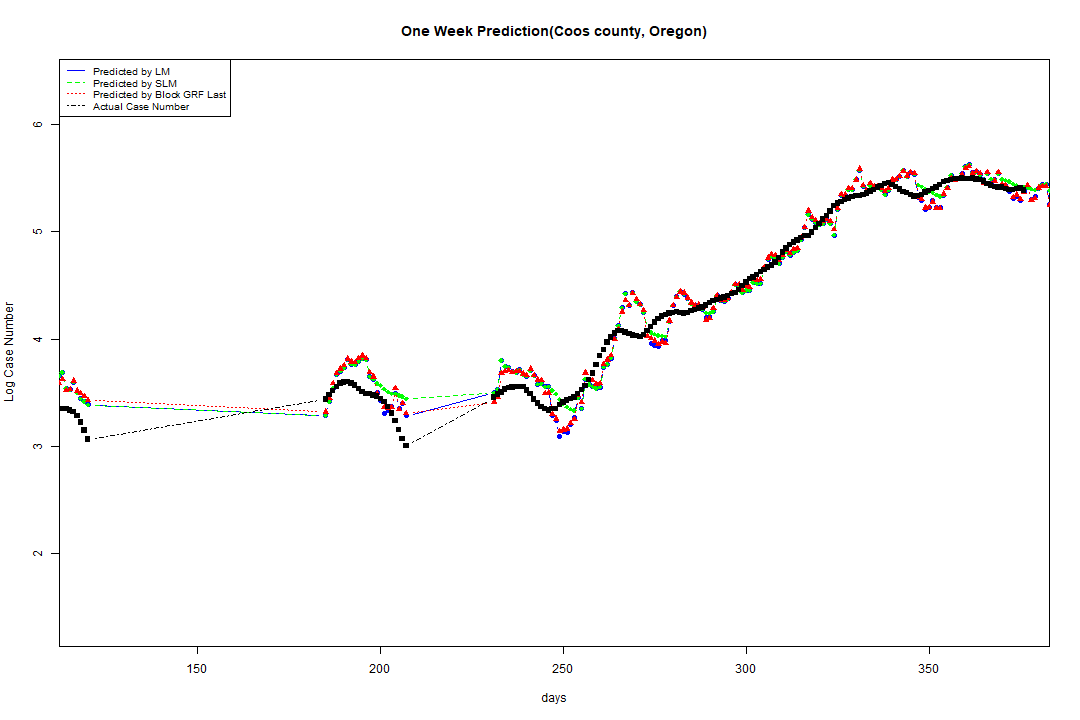 One Week Prediction(Coos county, Oregon)
Predicted by LM
Predicted by SLM
Predicted by Block GRF Last
Actual Case Number
6
5
4
3
2
Log Case Number
150
200
250
300
350
days